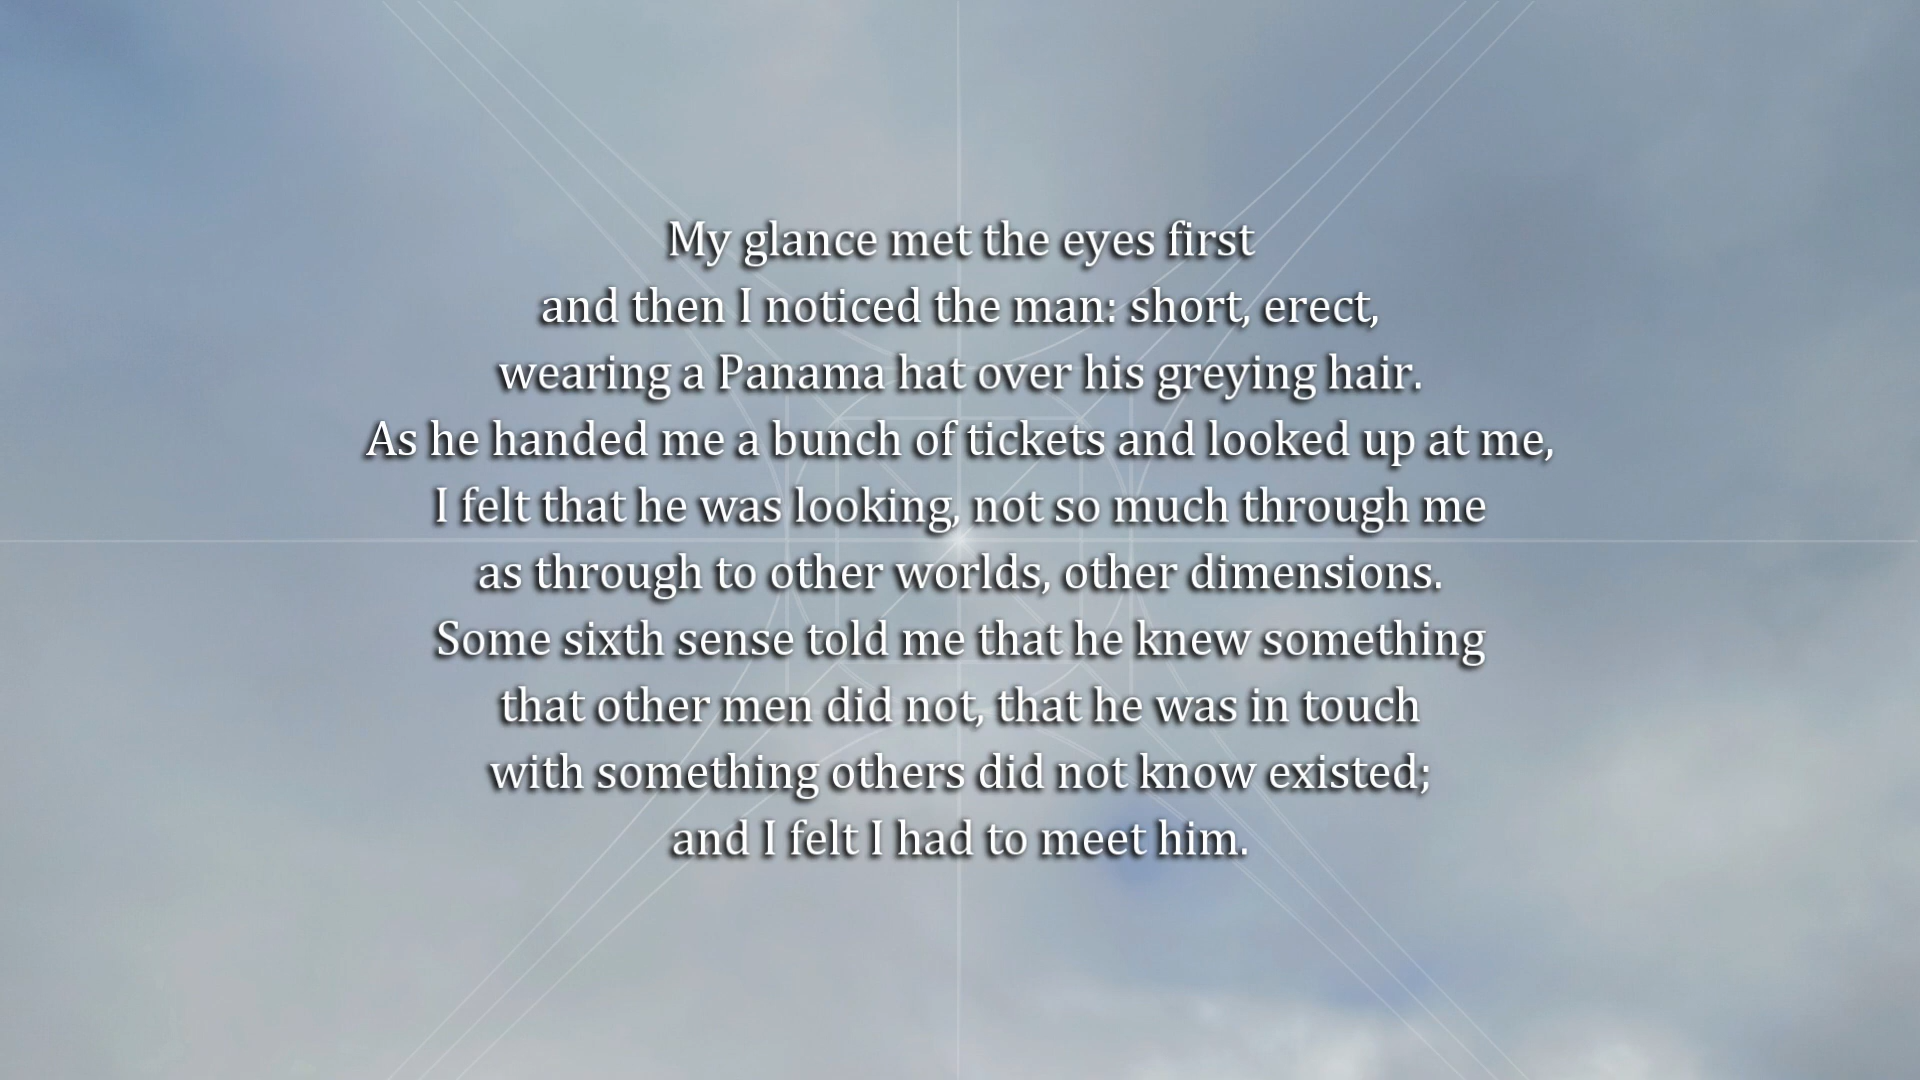 My glance met the eyes first
and then I noticed the man: short, erect,
wearing a Panama hat over his greying hair.
As he handed me a bunch of tickets and looked up at me,
I felt that he was looking, not so much through me
as through to other worlds, other dimensions.
Some sixth sense told me that he knew something
that other men did not, that he was in touch
with something others did not know existed;
and I felt I had to meet him.